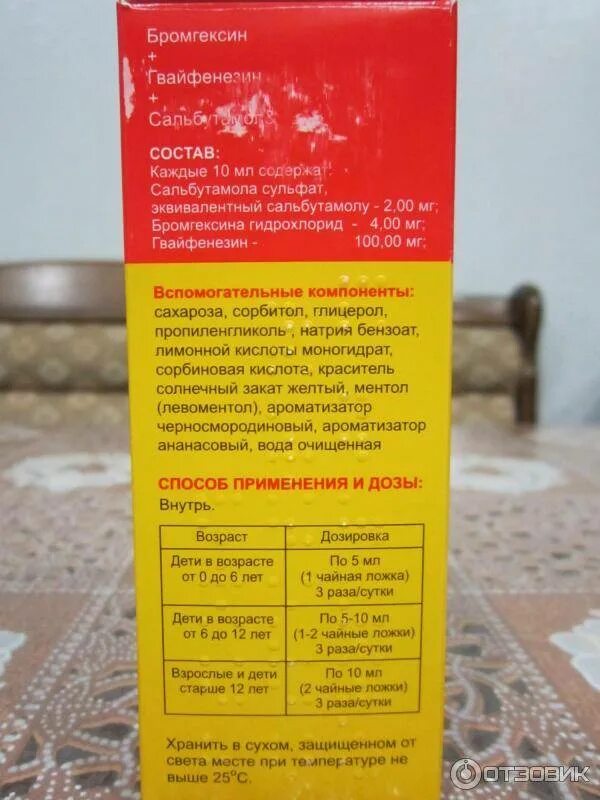 Бромгексин
+
Гвайфенезин
+
Сальбутамол
СОСТАВ:
Каждые 10 мл содержат:
Сальбутамола сульфат,
эквивалентный сальбутамолу - 2,00 мг;
Бромгексина гидрохлорид - 4,00 мг;
Гвайфенезин - 100,00 мг;
Вспомогательные компоненты:
сахароза, сорбитол, глицерол,
пропиленгликоль, натрия бензоат,
лимонной кислоты моногидрат,
сорбиновая кислота, краситель
солнечный закат желтый, ментол
(левоментол), ароматизатор
черносмородиновый, ароматизатор
ананасовый, вода очищенная
СПОСОБ ПРИМЕНЕНИЯ И ДОЗЫ:
Внутрь.
Возраст Дозировка
Дети в возрасте По 5 мл
от 0 до 6 лет (1 чайная ложка)
3 раза/сутки
Дети в возрасте По 5-10 мл
от 6 до 12 лет (1-2 чайные ложки)
3 раза/сутки
Взрослые и дети По 10 мл
старше 12 лет (2 чайные ложки)
3 раза/сутки
Хранить в сухом, защищенном от
света месте при температуре не
выше 25°С.
ОТЗОВИК